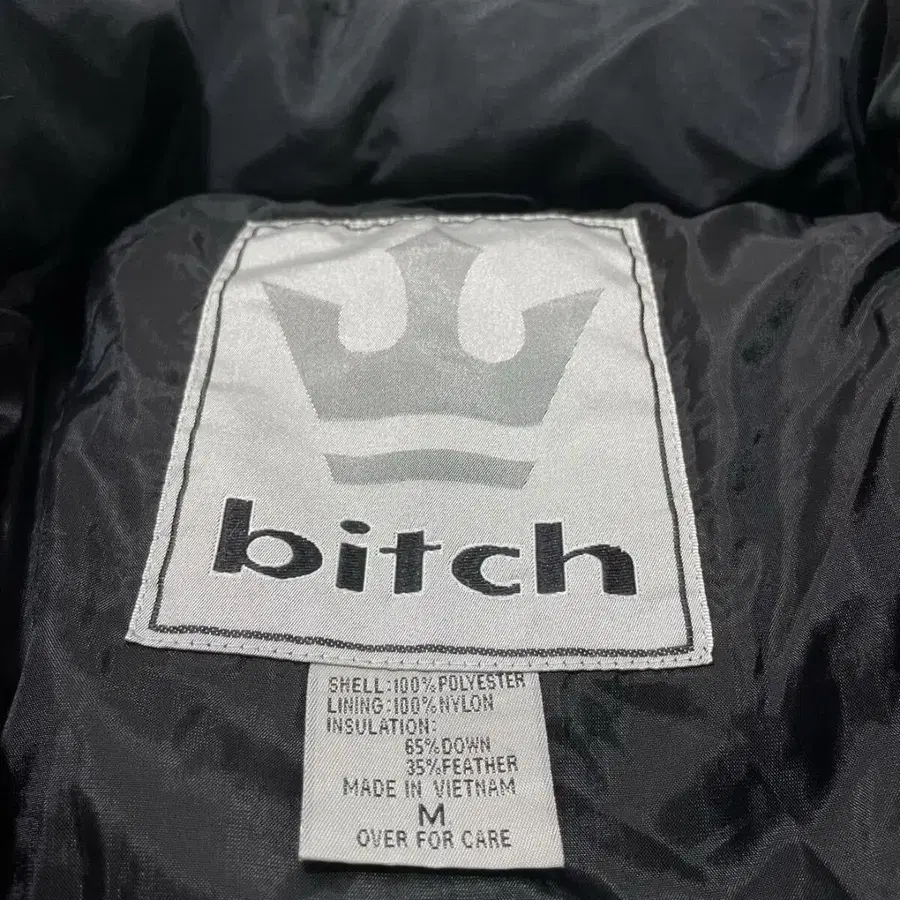 bitch
SHELL:100%POLYESTER
LINING:100%NYLON
INSULATION:
65%DOWN
35%FEATHER
MADE IN VIETNAM
M
OVER FOR CARE